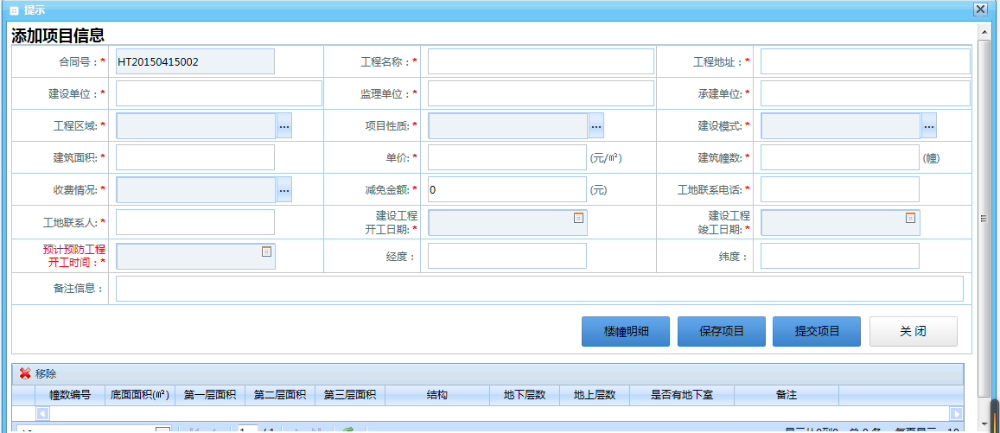 提示
添加项目信息
合同号：* HT20150415002 工程名称：* 工程地址：*
建设单位：* 监理单位：* 承建单位:*
工程区域:* ... 项目性质:* ... 建设模式:* ...
建筑面积:* 单价:* (元/㎡) 建筑幢数:* (幢)
收费情况:* ... 减免金额:* 0 (元) 工地联系电话:*
工地联系人:* 建设工程 开工日期:* 建设工程 竣工日期:*
预计预防工程 开工时间：* 经度： 纬度：
备注信息：
楼幢明细 保存项目 提交项目 关 闭
移除
幢数编号 底面面积(㎡) 第一层面积 第二层面积 第三层面积 结构 地下层数 地上层数 是否有地下室 备注